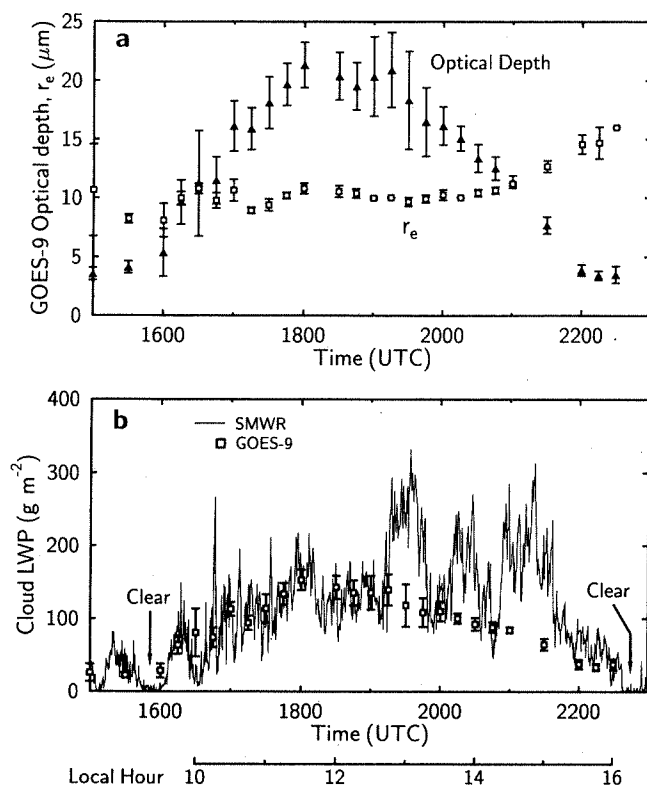 a
Optical Depth
r_e
GOES-9 Optical depth, r_e (μm)
25
20
15
10
5
0
1600 1800 2000 2200
Time (UTC)
b
SMWR
GOES-9
Clear
Clear
Cloud LWP (g m⁻²)
400
300
200
100
0
1600 1800 2000 2200
Time (UTC)
Local Hour 10 12 14 16